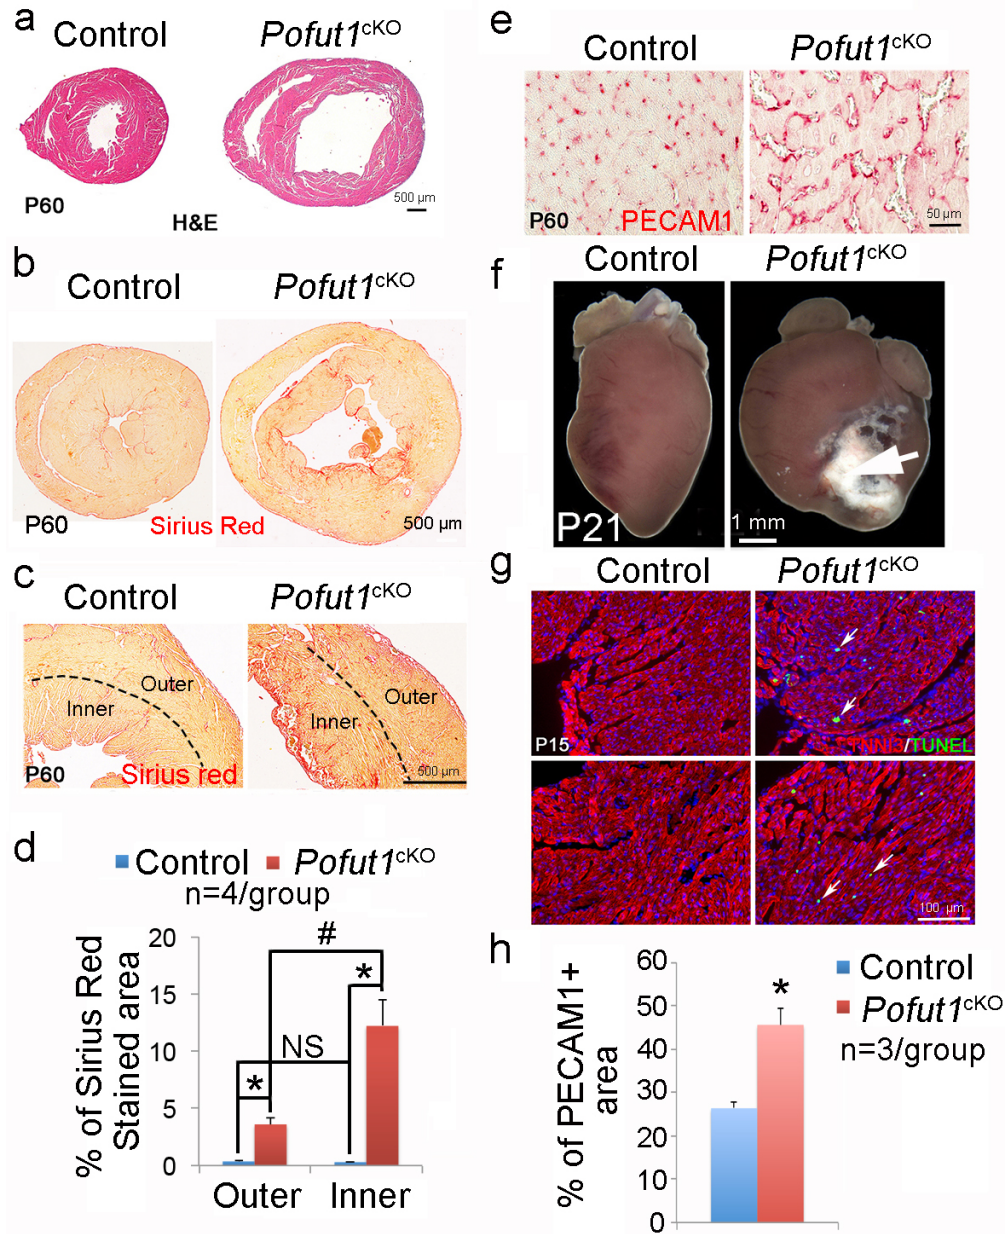 a
Control
Pofut1cKO
P60
H&E
500 µm
b
Control
Pofut1cKO
P60
Sirius Red
500 µm
c
Control
Pofut1cKO
Outer
Inner
P60
Sirius red
Outer
Inner
500 µm
d
Control Pofut1cKO
n=4/group
% of Sirius Red
Stained area
20
15
10
5
0
#
*
NS
*
Outer
Inner
e
Control
Pofut1cKO
P60
PECAM1
50 µm
f
Control
Pofut1cKO
P21
1 mm
g
Control
Pofut1cKO
P15
TNNI3/TUNEL
100 µm
h
% of PECAM1+
area
60
50
40
30
20
10
0
*
Control
Pofut1cKO
n=3/group